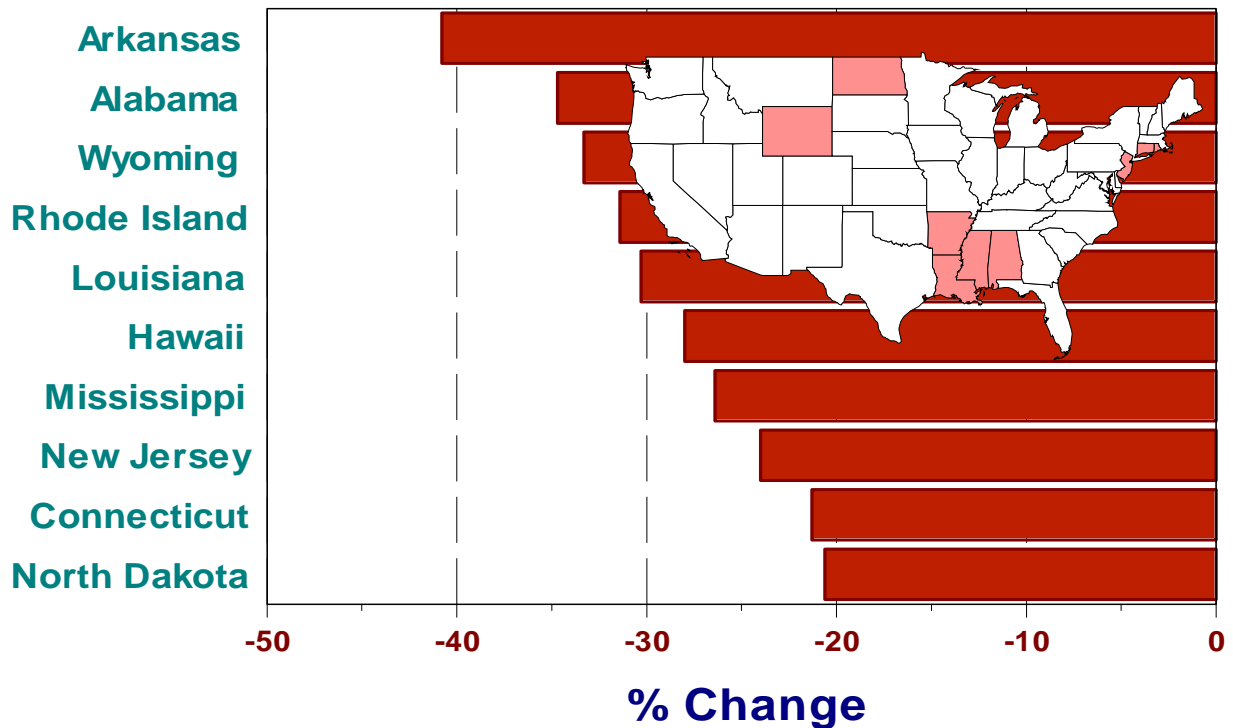 Arkansas
Alabama
Wyoming
Rhode Island
Louisiana
Hawaii
Mississippi
New Jersey
Connecticut
North Dakota
-50 -40 -30 -20 -10 0
% Change